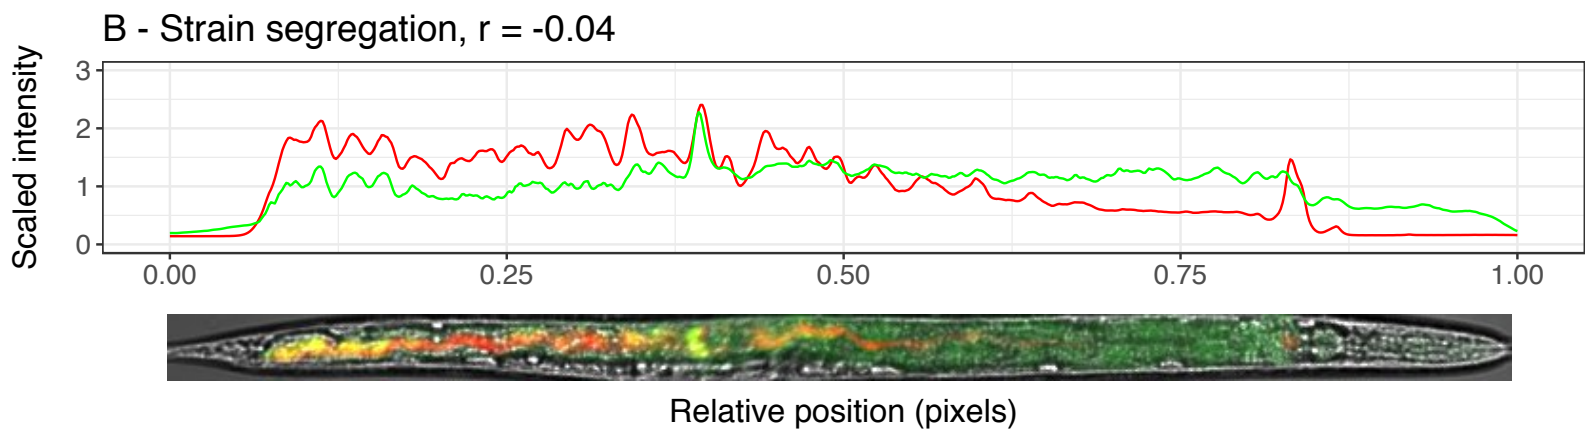 B - Strain segregation, r = -0.04
Scaled intensity
3
2
1
0
0.00 0.25 0.50 0.75 1.00
Relative position (pixels)